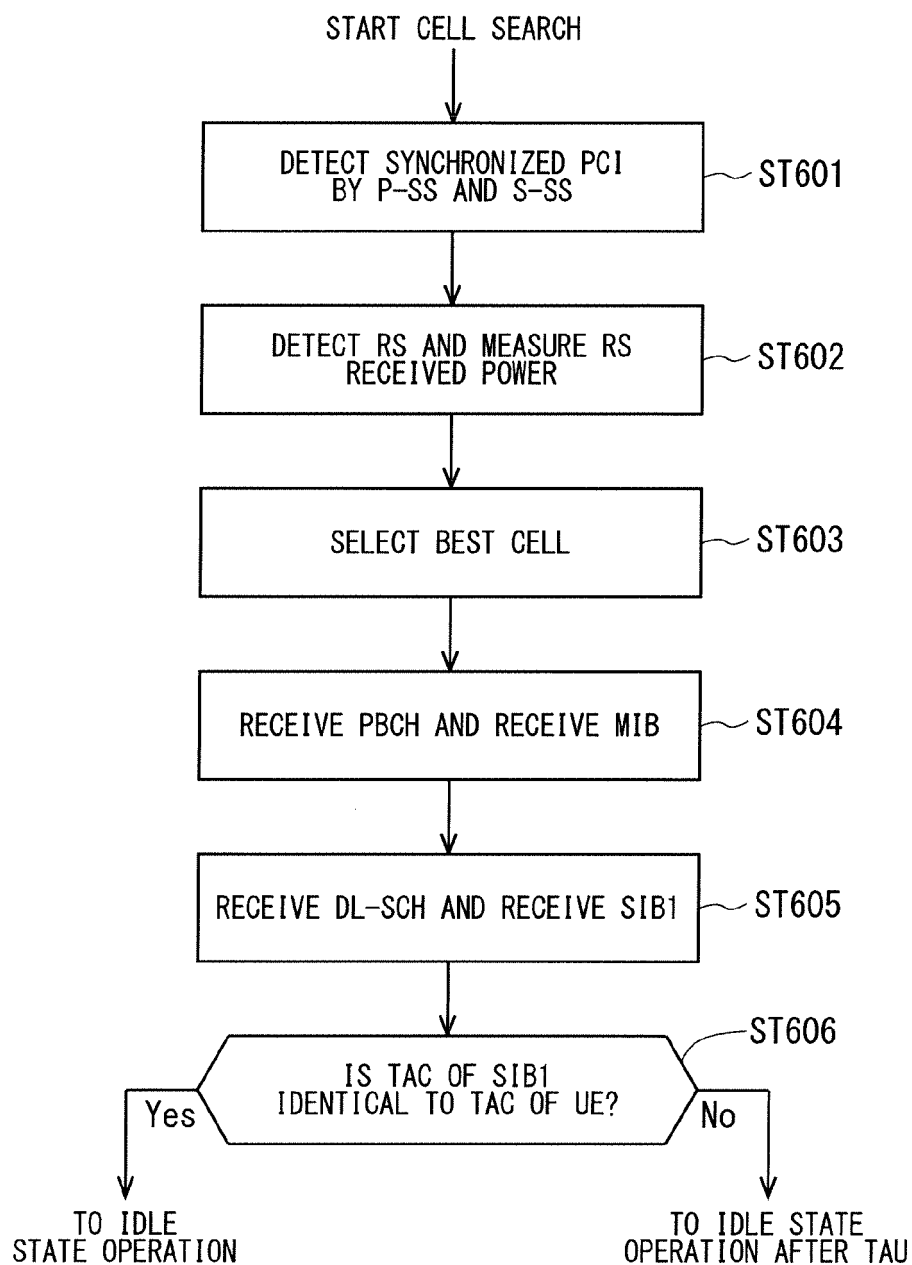 START CELL SEARCH
DETECT SYNCHRONIZED PCI
BY P-SS AND S-SS
ST601
DETECT RS AND MEASURE RS
RECEIVED POWER
ST602
SELECT BEST CELL
ST603
RECEIVE PBCH AND RECEIVE MIB
ST604
RECEIVE DL-SCH AND RECEIVE SIB1
ST605
ST606
IS TAC OF SIB1
IDENTICAL TO TAC OF UE?
Yes
No
TO IDLE
STATE OPERATION
TO IDLE STATE
OPERATION AFTER TAU